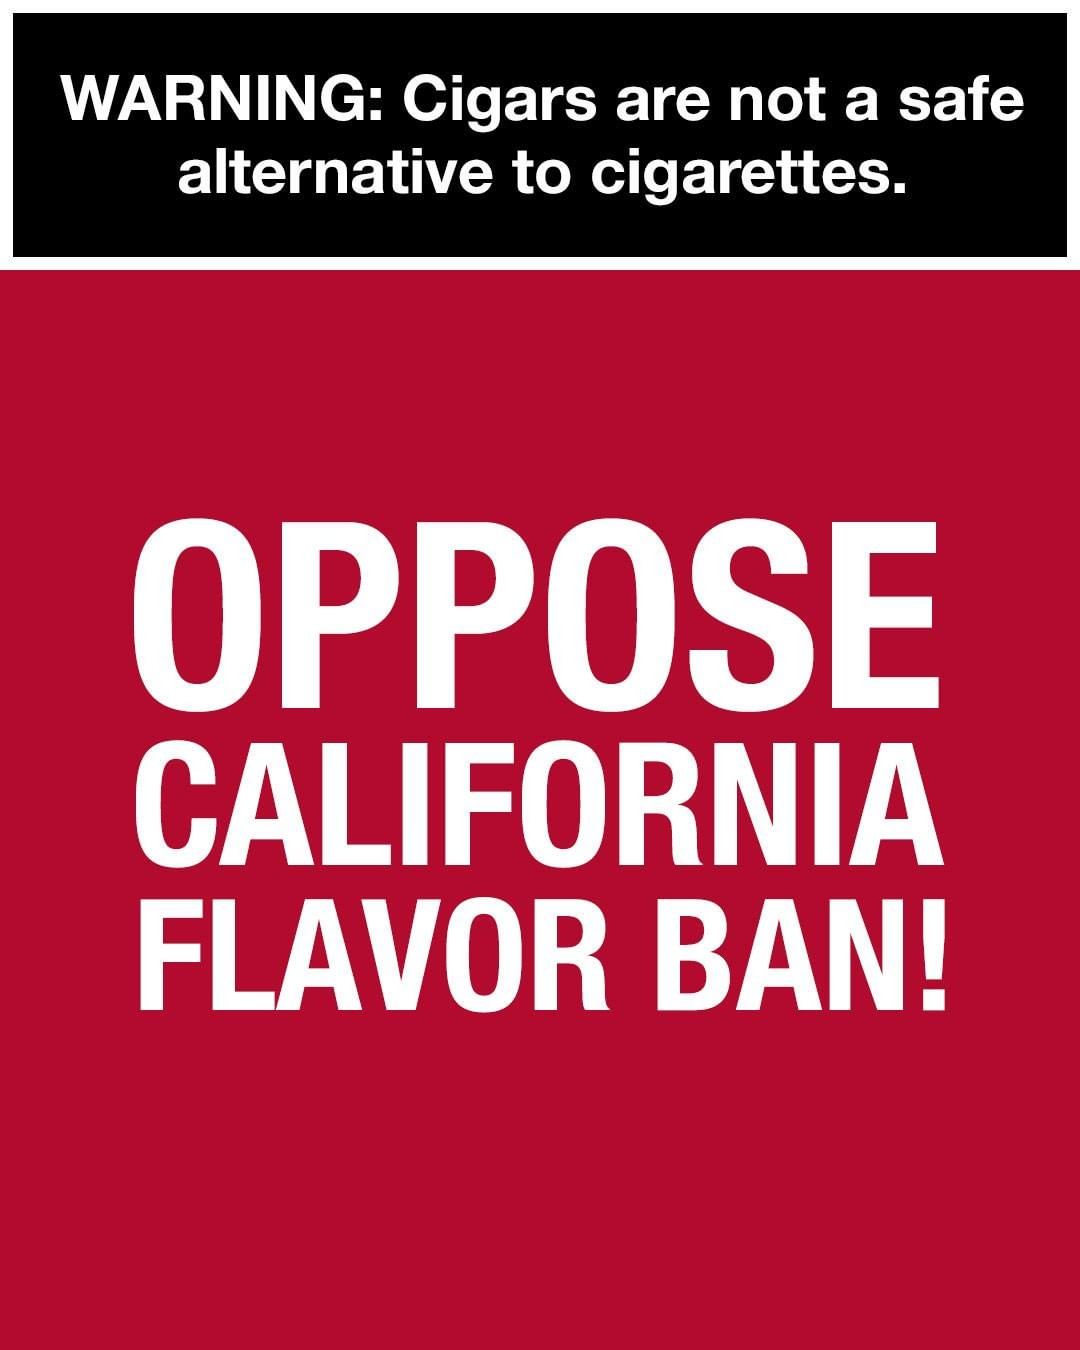 WARNING: Cigars are not a safe
alternative to cigarettes.
OPPOSE
CALIFORNIA
FLAVOR BAN!